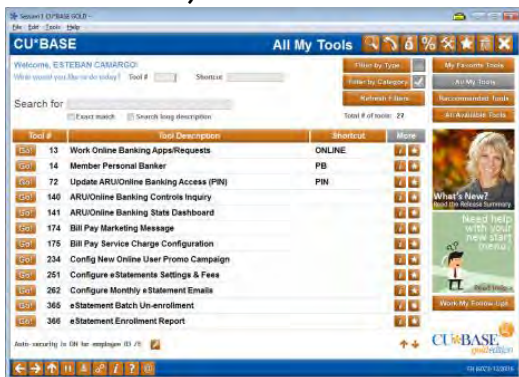 Session 1 CU*BASE GOLD -
File Edit Tools Help
CU*BASE
All My Tools
Welcome, ESTEBAN CAMARGO!
What would you like to do today? Tool # Shortcut
Search for
Exact match Search long description
Filter by Type
Filter by Category
Refresh Filters
Total # of tools: 27
My Favorite Tools
All My Tools
Recommended Tools
All Available Tools
Tool # Tool Description Shortcut More
Go! 13 Work Online Banking Apps/Requests ONLINE
Go! 14 Member Personal Banker PB
Go! 72 Update ARU/Online Banking Access (PIN) PIN
Go! 140 ARU/Online Banking Controls Inquiry
Go! 141 ARU/Online Banking Stats Dashboard
Go! 174 Bill Pay Marketing Message
Go! 175 Bill Pay Service Charge Configuration
Go! 234 Config New Online User Promo Campaign
Go! 251 Configure eStatements Settings & Fees
Go! 262 Configure Monthly eStatement Emails
Go! 365 eStatement Batch Un-enrollment
Go! 366 eStatement Enrollment Report
What's New?
Read the Release Summary
Need help
with your
new start
menu?
Read Help >
Work My Follow-Ups
Auto-security is ON for employee ID
CU*BASE
gold edition